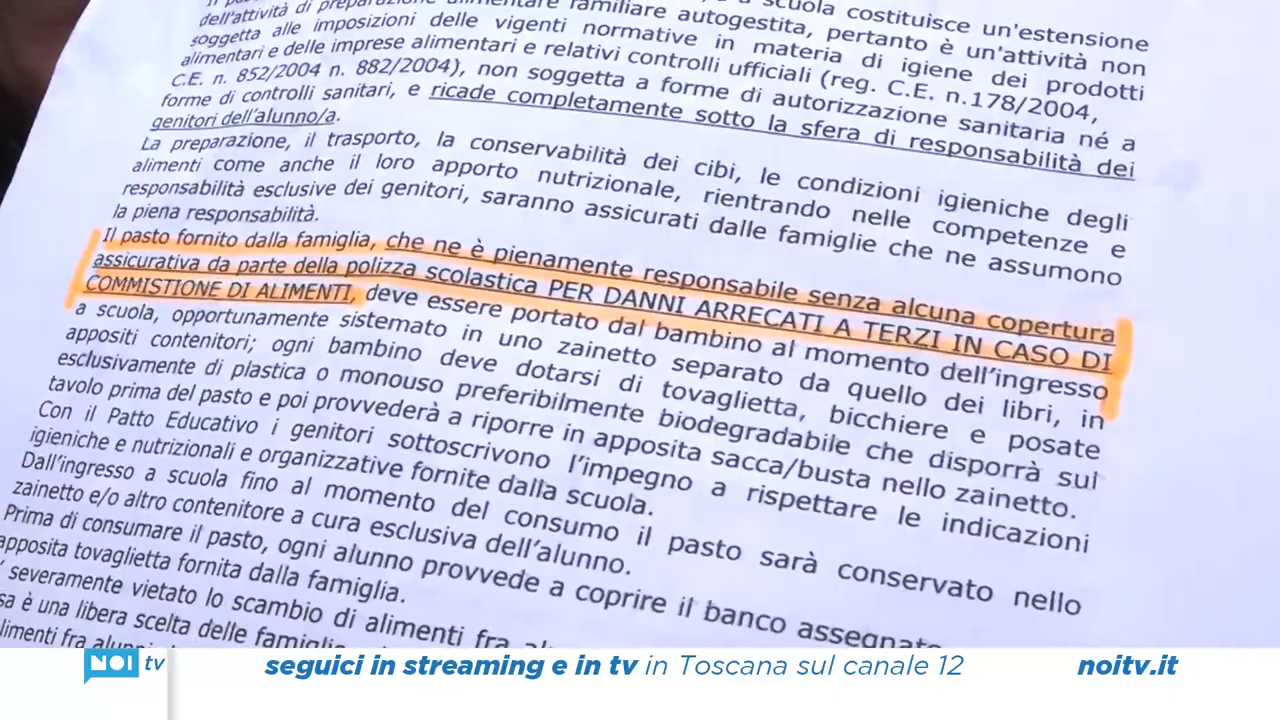 scuola costituisce un'estensione
dell'attività di preparazione alimentare familiare autogestita, pertanto è un'attività non
soggetta alle imposizioni delle vigenti normative in materia di igiene dei prodotti
alimentari e delle imprese alimentari e relativi controlli ufficiali (reg. C.E. n.178/2004,
C.E. n. 852/2004 n. 882/2004), non soggetta a forme di autorizzazione sanitaria né a
forme di controlli sanitari, e ricade completamente sotto la sfera di responsabilità dei
genitori dell'alunno/a.
La preparazione, il trasporto, la conservabilità dei cibi, le condizioni igieniche degli
alimenti come anche il loro apporto nutrizionale, rientrando nelle competenze e
responsabilità esclusive dei genitori, saranno assicurati dalle famiglie che ne assumono
la piena responsabilità.
Il pasto fornito dalla famiglia, che ne è pienamente responsabile senza alcuna copertura
assicurativa da parte della polizza scolastica PER DANNI ARRECATI A TERZI IN CASO DI
COMMISTIONE DI ALIMENTI, deve essere portato dal bambino al momento dell'ingresso
a scuola, opportunamente sistemato in uno zainetto separato da quello dei libri, in
appositi contenitori; ogni bambino deve dotarsi di tovaglietta, bicchiere e posate
esclusivamente di plastica o monouso preferibilmente biodegradabile che disporrà sul
tavolo prima del pasto e poi provvederà a riporre in apposita sacca/busta nello zainetto.
Con il Patto Educativo i genitori sottoscrivono l'impegno a rispettare le indicazioni
igieniche e nutrizionali e organizzative fornite dalla scuola.
Dall'ingresso a scuola fino al momento del consumo il pasto sarà conservato nello
zainetto e/o altro contenitore a cura esclusiva dell'alunno.
Prima di consumare il pasto, ogni alunno provvede a coprire il banco assegnato
apposita tovaglietta fornita dalla famiglia.
severamente vietato lo scambio di alimenti fra
è una libera scelta delle famiglie
alimenti fra
NOI tv
seguici in streaming e in tv in Toscana sul canale 12
noitv.it